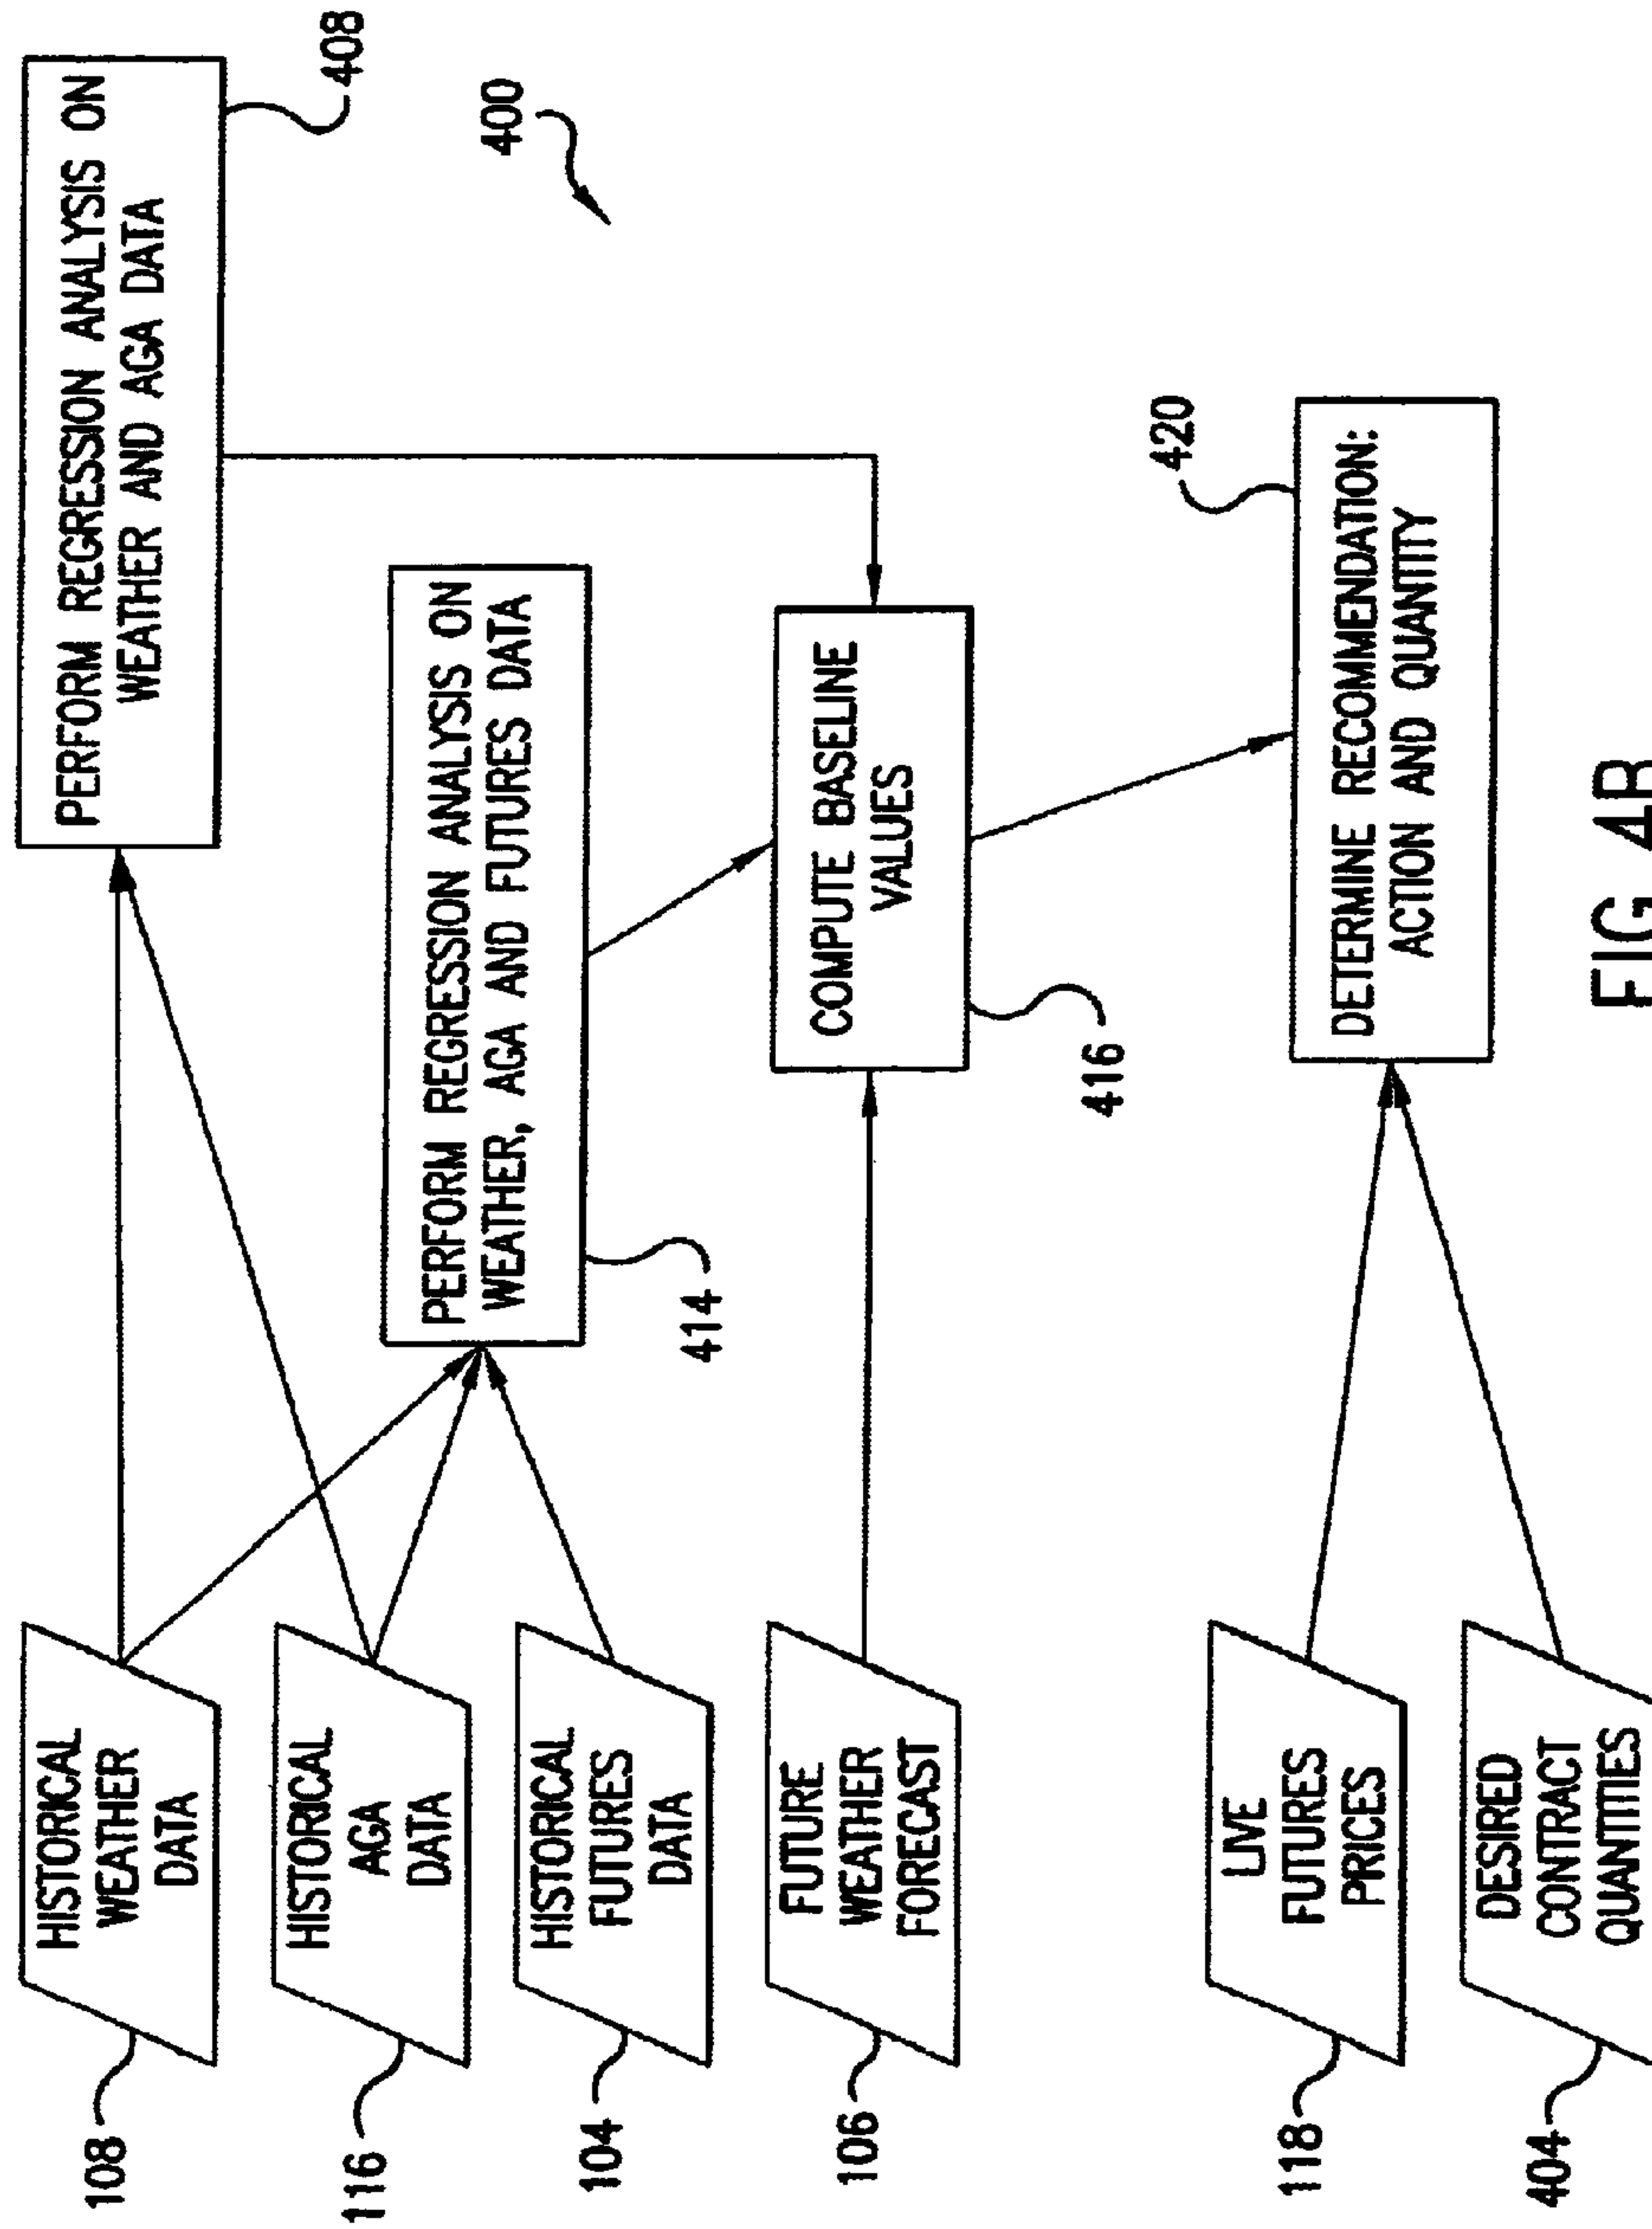 108
HISTORICAL
WEATHER
DATA
PERFORM REGRESSION ANALYSIS ON
WEATHER AND AGA DATA
408
116
HISTORICAL
AGA
DATA
104
HISTORICAL
FUTURES
DATA
PERFORM REGRESSION ANALYSIS ON
WEATHER, AGA AND FUTURES DATA
414
400
106
FUTURE
WEATHER
FORECAST
COMPUTE BASELINE
VALUES
416
118
LIVE
FUTURES
PRICES
420
DETERMINE RECOMMENDATION:
ACTION AND QUANTITY
404
DESIRED
CONTRACT
QUANTITIES
FIG 4B